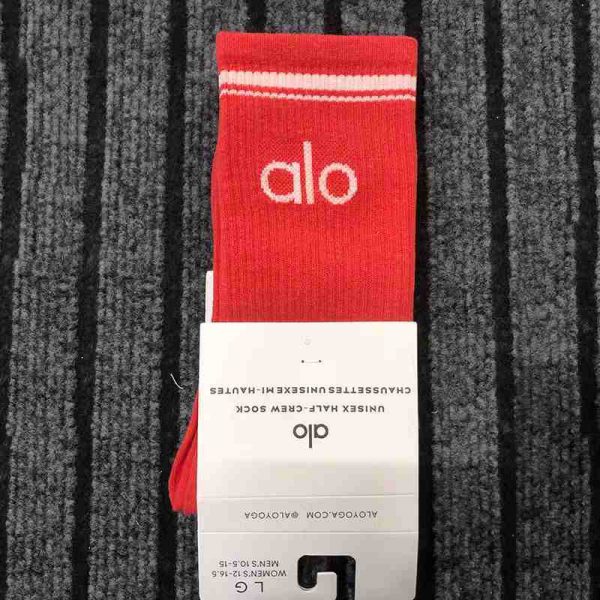 alo
L G
WOMEN'S 12-16.5
MEN'S 10.5-15
ALOYOGA.COM @ALOYOGA
alo
UNISEX HALF-CREW SOCK
CHAUSSETTES UNISEXE MI-HAUTES